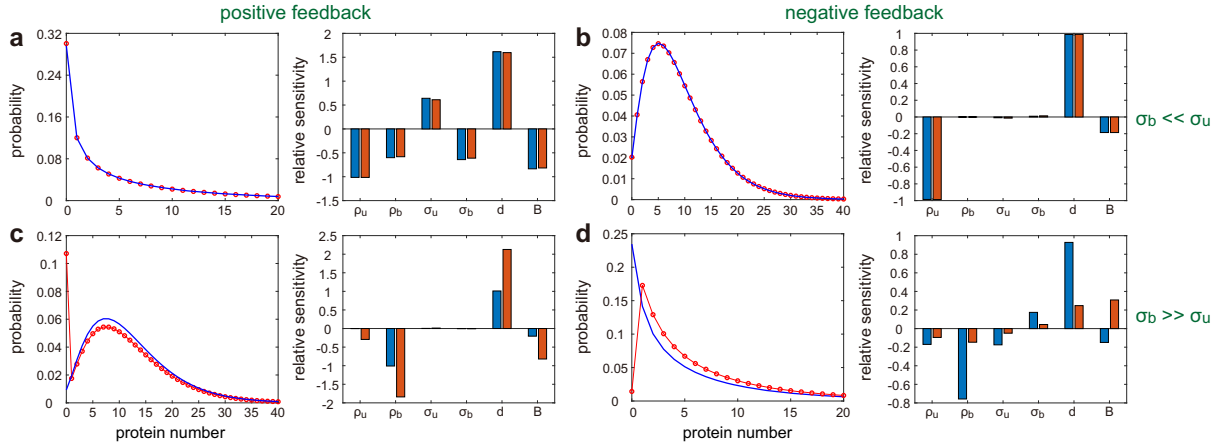 positive feedback
negative feedback
a
probability
0.32
0.24
0.16
0.08
0
0 5 10 15 20
relative sensitivity
2
1.5
1
0.5
0
-0.5
-1
-1.5
ρu ρb σu σb d B
b
probability
0.08
0.07
0.06
0.05
0.04
0.03
0.02
0.01
0
0 5 10 15 20 25 30 35 40
relative sensitivity
1
0.8
0.6
0.4
0.2
0
-0.2
-0.4
-0.6
-0.8
-1
ρu ρb σu σb d B
σb << σu
c
probability
0.12
0.1
0.08
0.06
0.04
0.02
0
0 5 10 15 20 25 30 35 40
protein number
relative sensitivity
2.5
2
1.5
1
0.5
0
-0.5
-1
-1.5
-2
ρu ρb σu σb d B
d
probability
0.25
0.20
0.15
0.10
0.05
0
0 5 10 15 20
protein number
relative sensitivity
1
0.8
0.6
0.4
0.2
0
-0.2
-0.4
-0.6
-0.8
ρu ρb σu σb d B
σb >> σu